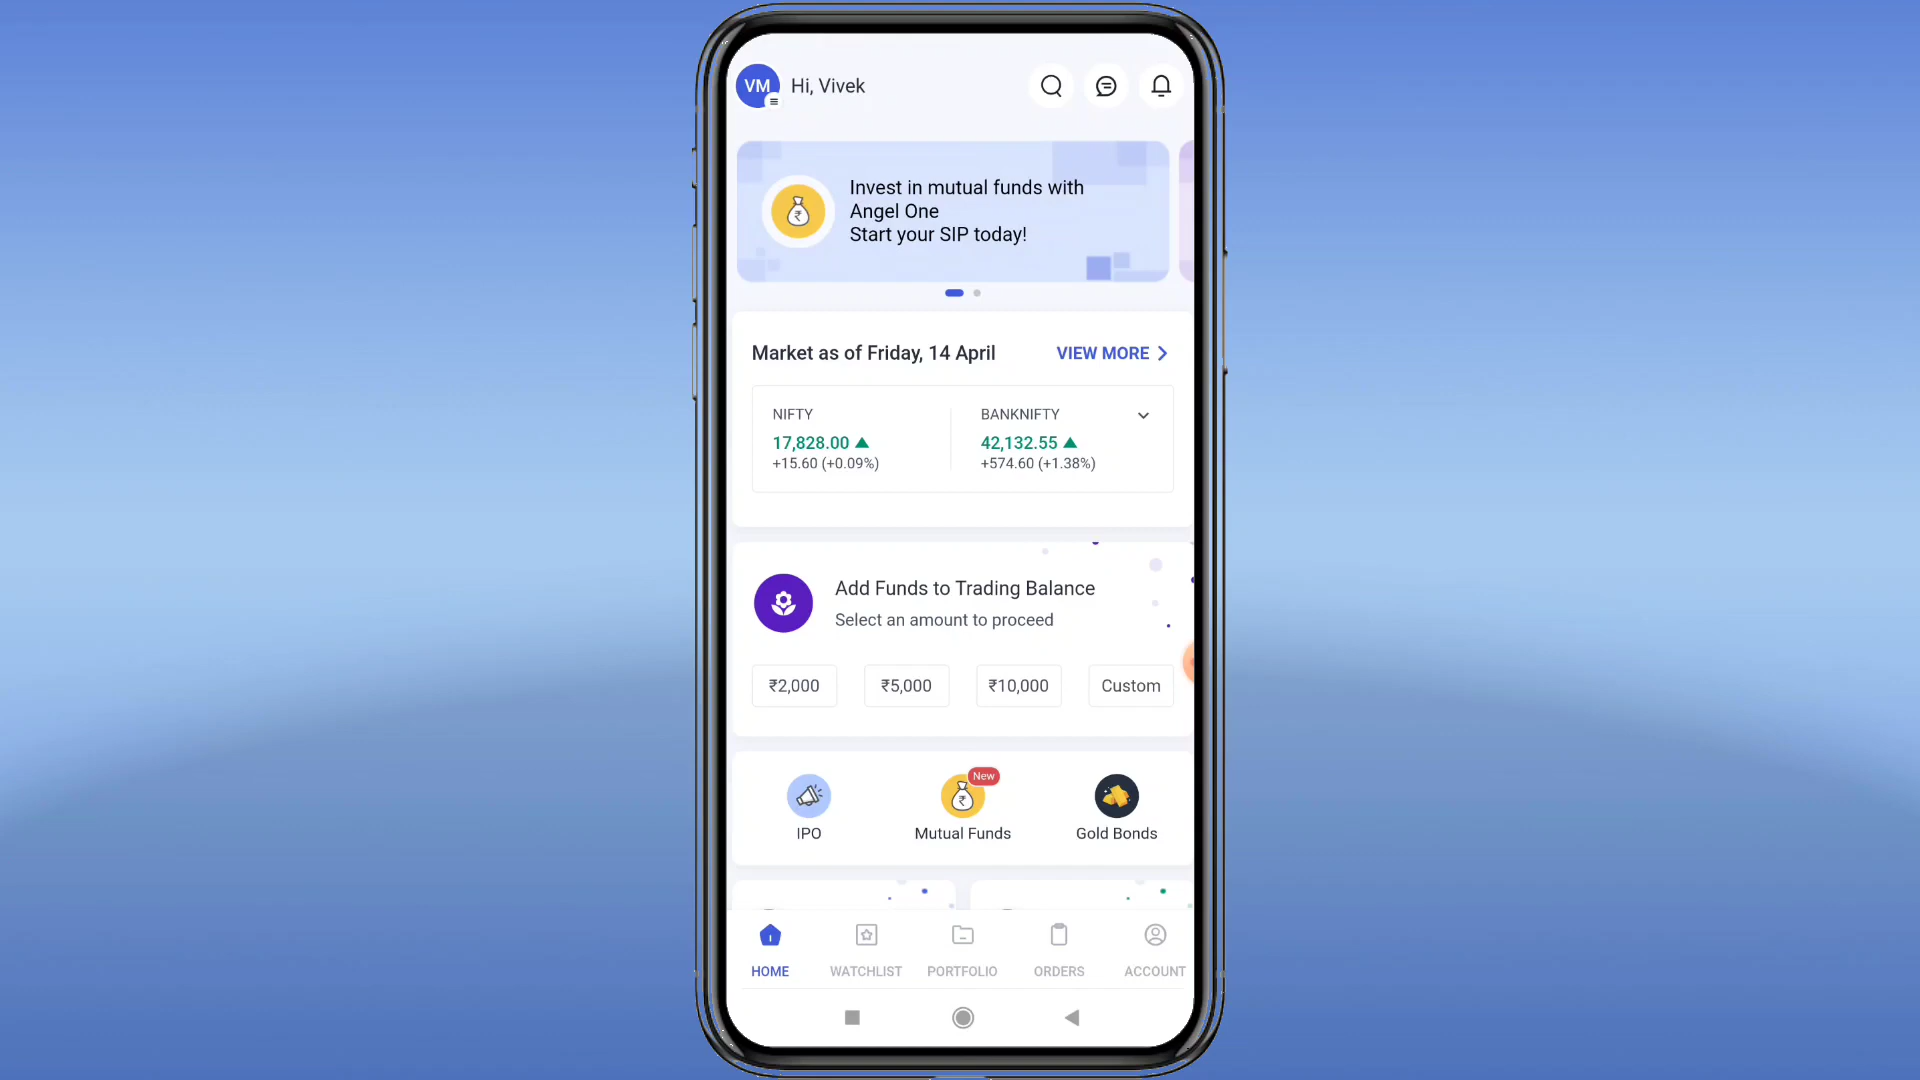 VM
Hi, Vivek
Invest in mutual funds with
Angel One
Start your SIP today!
Market as of Friday, 14 April
VIEW MORE
NIFTY
17,828.00
+15.60 (+0.09%)
BANKNIFTY
42,132.55
+574.60 (+1.38%)
Add Funds to Trading Balance
Select an amount to proceed
₹2,000
₹5,000
₹10,000
Custom
IPO
New
Mutual Funds
Gold Bonds
HOME
WATCHLIST
PORTFOLIO
ORDERS
ACCOUNT